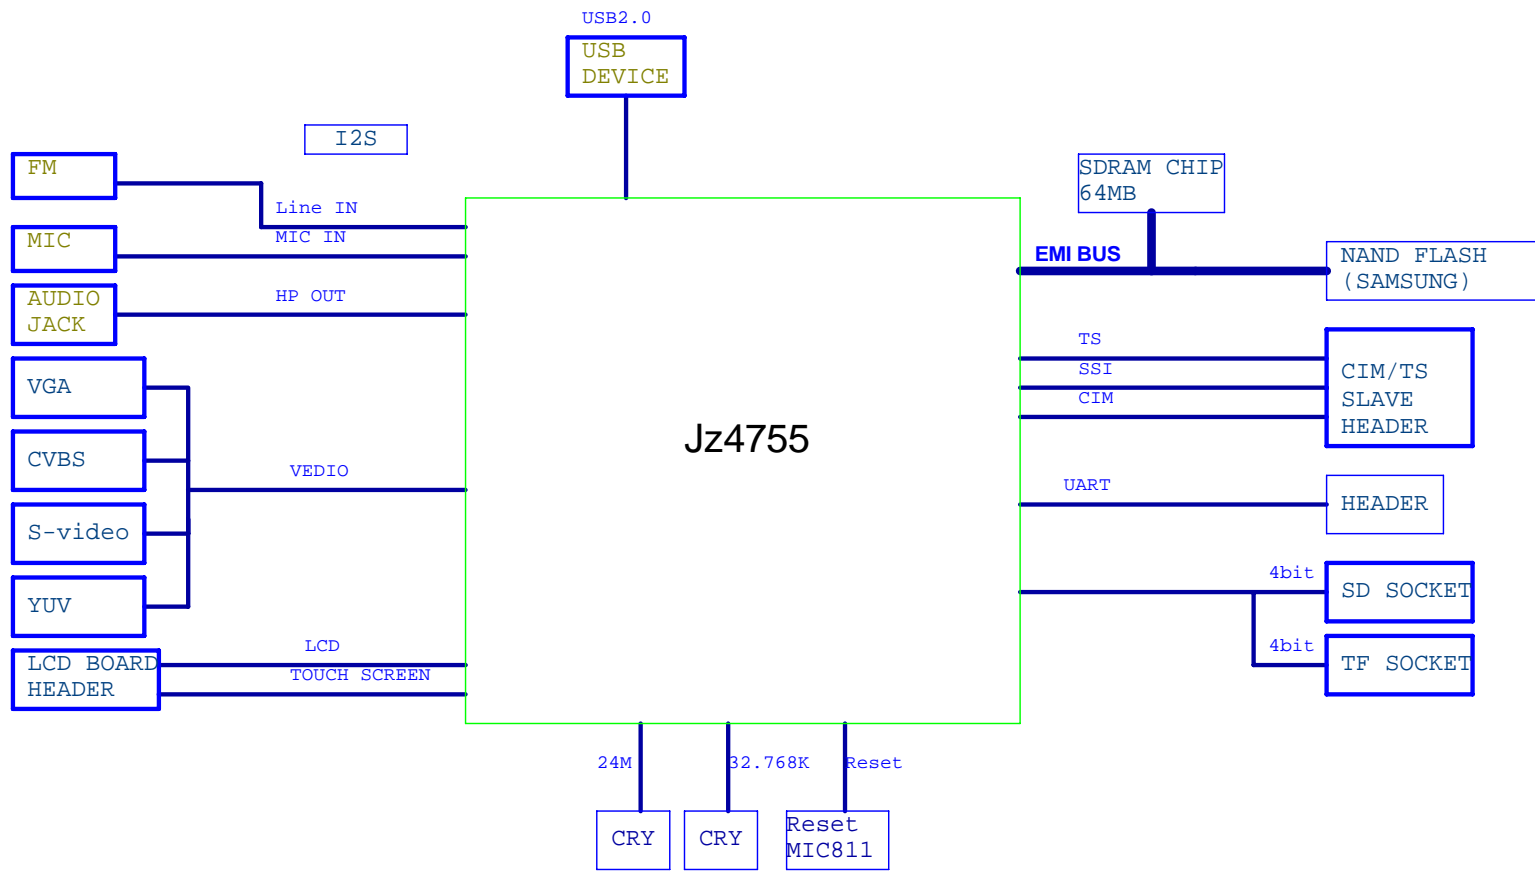 USB2.0
USB
DEVICE
I2S
FM
Line IN
MIC
MIC IN
AUDIO
JACK
HP OUT
VGA
CVBS
VEDIO
S-video
YUV
LCD BOARD
HEADER
LCD
TOUCH SCREEN
Jz4755
SDRAM CHIP
64MB
EMI BUS
NAND FLASH
(SAMSUNG)
TS
SSI
CIM
CIM/TS
SLAVE
HEADER
UART
HEADER
4bit
SD SOCKET
4bit
TF SOCKET
24M
32.768K
Reset
CRY
CRY
Reset
MIC811